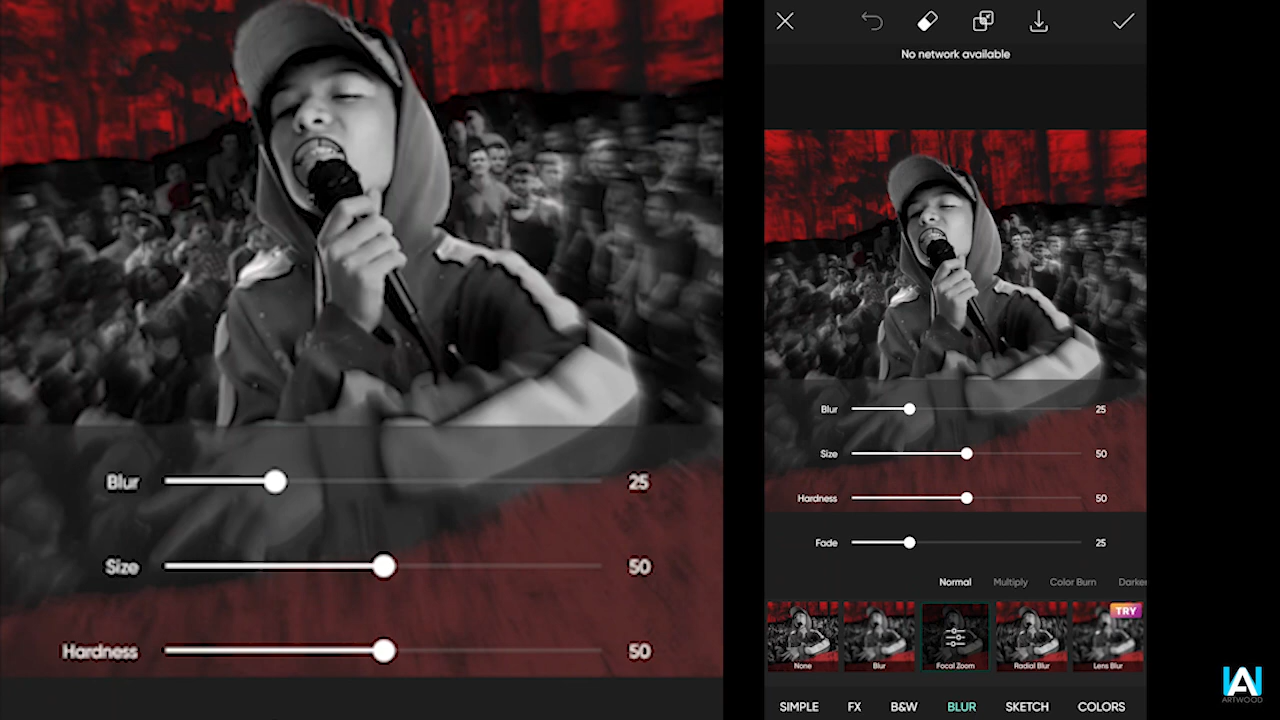 Blur 25
Size 50
Hardness 50
No network available
Blur 25
Size 50
Hardness 50
Fade 25
Normal Multiply Color Burn Darke
TRY
None Blur Focal Zoom Radial Blur Lens Blur
SIMPLE FX B&W BLUR SKETCH COLORS
ARTWOOD